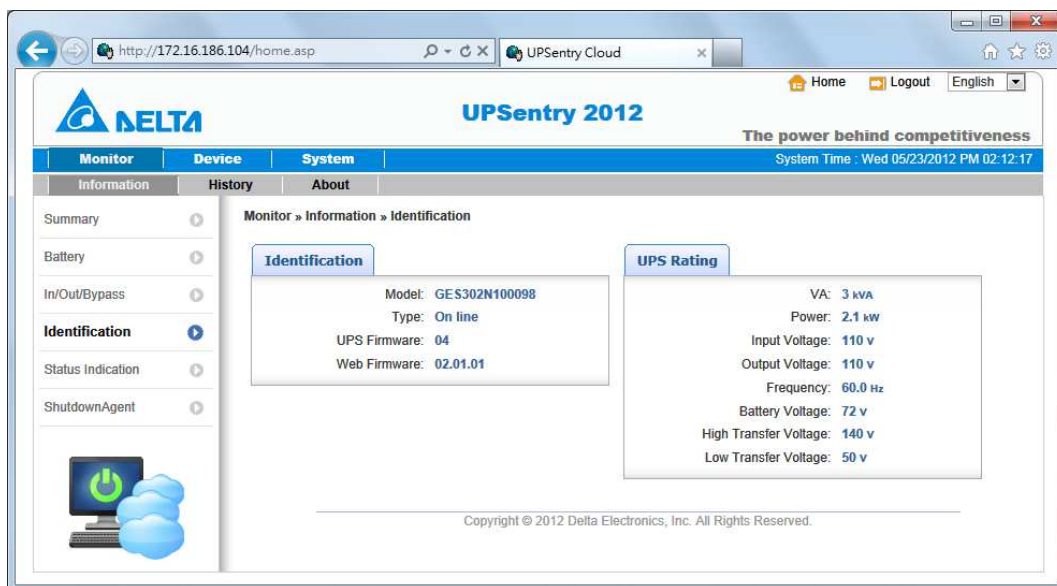 http://172.16.186.104/home.asp
UPSentry Cloud
Home
Logout
English
DELTA
UPSentry 2012
The power behind competitiveness
Monitor Device System
System Time : Wed 05/23/2012 PM 02:12:17
Information History About
Summary
Battery
In/Out/Bypass
Identification
Status Indication
ShutdownAgent
Monitor » Information » Identification
Identification
Model: GES302N100098
Type: On line
UPS Firmware: 04
Web Firmware: 02.01.01
UPS Rating
VA: 3 kVA
Power: 2.1 kW
Input Voltage: 110 V
Output Voltage: 110 V
Frequency: 60.0 Hz
Battery Voltage: 72 V
High Transfer Voltage: 140 V
Low Transfer Voltage: 50 V
Copyright © 2012 Delta Electronics, Inc. All Rights Reserved.